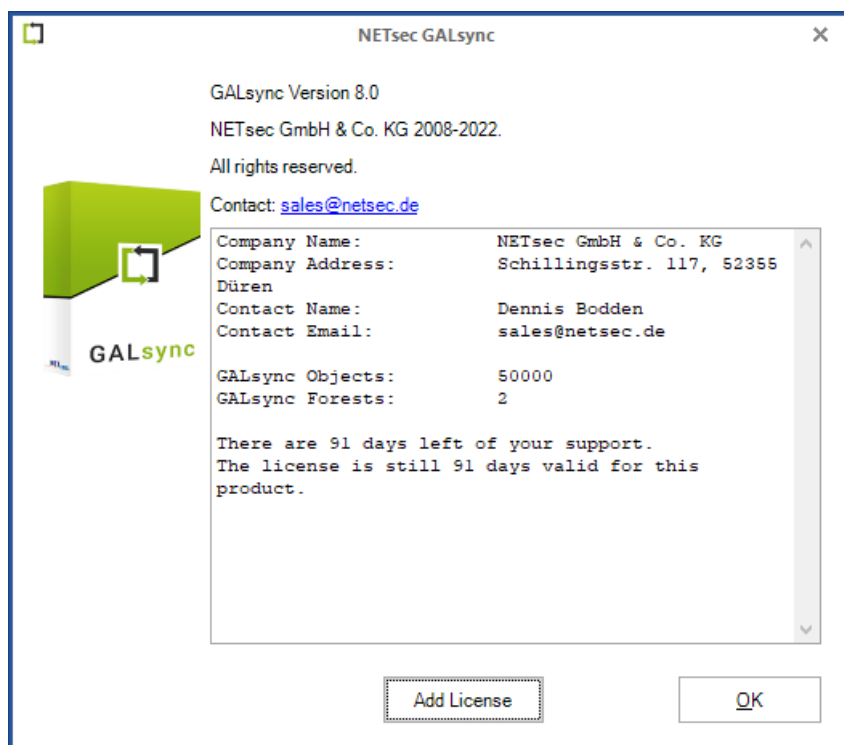 NETsec GALsync
GALsync Version 8.0
NETsec GmbH & Co. KG 2008-2022.
All rights reserved.
Contact: sales@netsec.de
GALsync
Company Name: NETsec GmbH & Co. KG
Company Address: Schillingsstr. 117, 52355
Düren
Contact Name: Dennis Bodden
Contact Email: sales@netsec.de
GALsync Objects: 50000
GALsync Forests: 2
There are 91 days left of your support.
The license is still 91 days valid for this
product.
Add License
OK